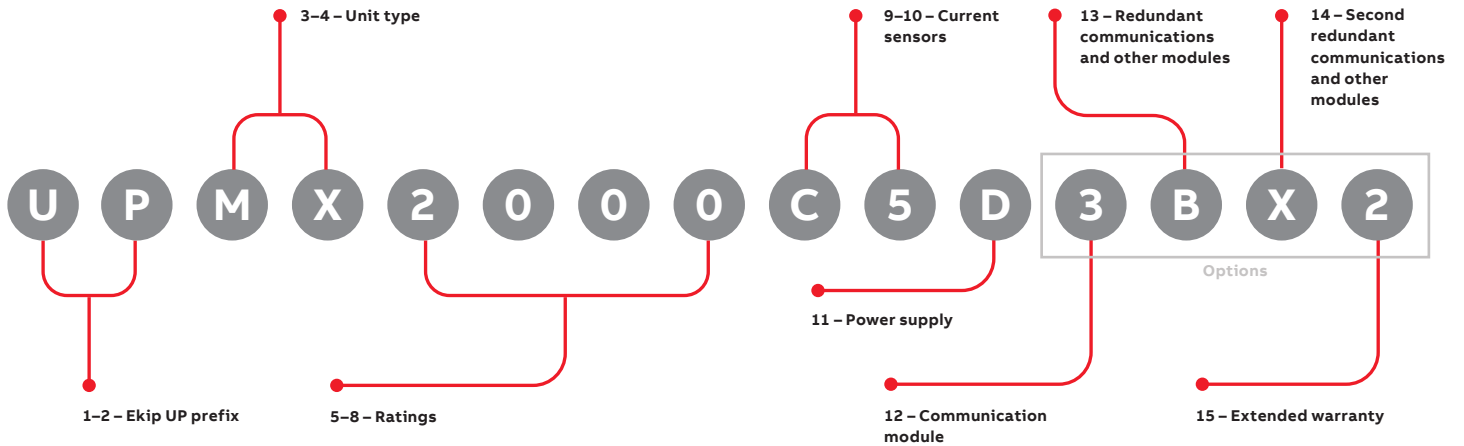 3–4 – Unit type
9–10 – Current
sensors
13 – Redundant
communications
and other modules
14 – Second
redundant
communications
and other
modules
U P M X 2 0 0 0 C 5 D 3 B X 2
Options
11 – Power supply
1–2 – Ekip UP prefix
5–8 – Ratings
12 – Communication
module
15 – Extended warranty